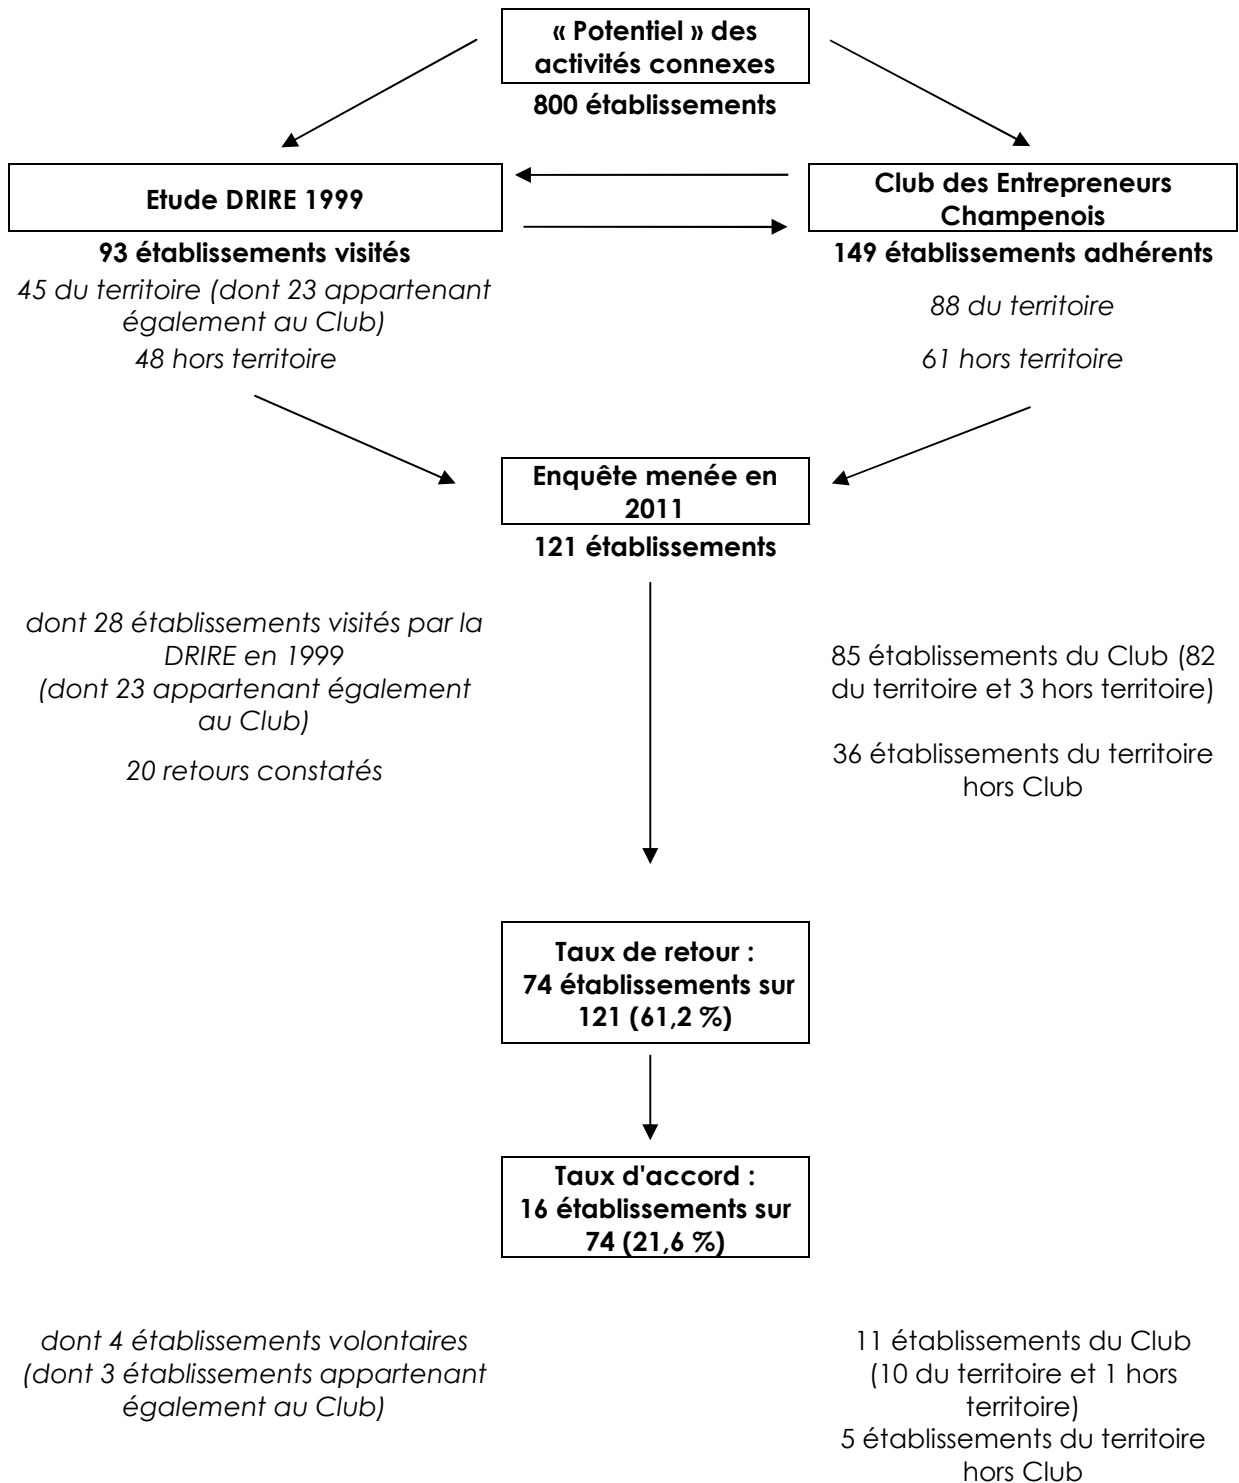 « Potentiel » des
activités connexes
800 établissements
Etude DRIRE 1999
93 établissements visités
45 du territoire (dont 23 appartenant
également au Club)
48 hors territoire
Club des Entrepreneurs
Champenois
149 établissements adhérents
88 du territoire
61 hors territoire
Enquête menée en
2011
121 établissements
dont 28 établissements visités par la
DRIRE en 1999
(dont 23 appartenant également
au Club)
20 retours constatés
85 établissements du Club (82
du territoire et 3 hors territoire)
36 établissements du territoire
hors Club
Taux de retour :
74 établissements sur
121 (61,2 %)
Taux d'accord :
16 établissements sur
74 (21,6 %)
dont 4 établissements volontaires
(dont 3 établissements appartenant
également au Club)
11 établissements du Club
(10 du territoire et 1 hors
territoire)
5 établissements du territoire
hors Club